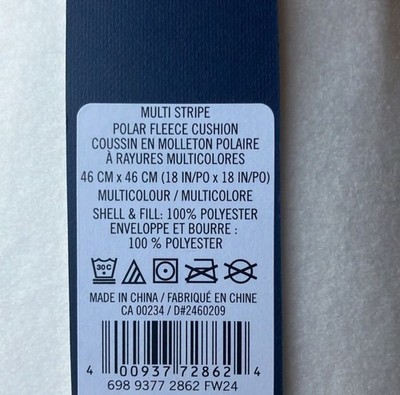 MULTI STRIPE
POLAR FLEECE CUSHION
COUSSIN EN MOLLETON POLAIRE
À RAYURES MULTICOLORES
46 CM x 46 CM (18 IN/PO x 18 IN/PO)
MULTICOLOUR / MULTICOLORE
SHELL & FILL: 100% POLYESTER
ENVELOPPE ET BOURRE :
100 % POLYESTER
30C
MADE IN CHINA / FABRIQUÉ EN CHINE
CA 00234 / D#2460209
4 00937 72862 4
698 9377 2862 FW24